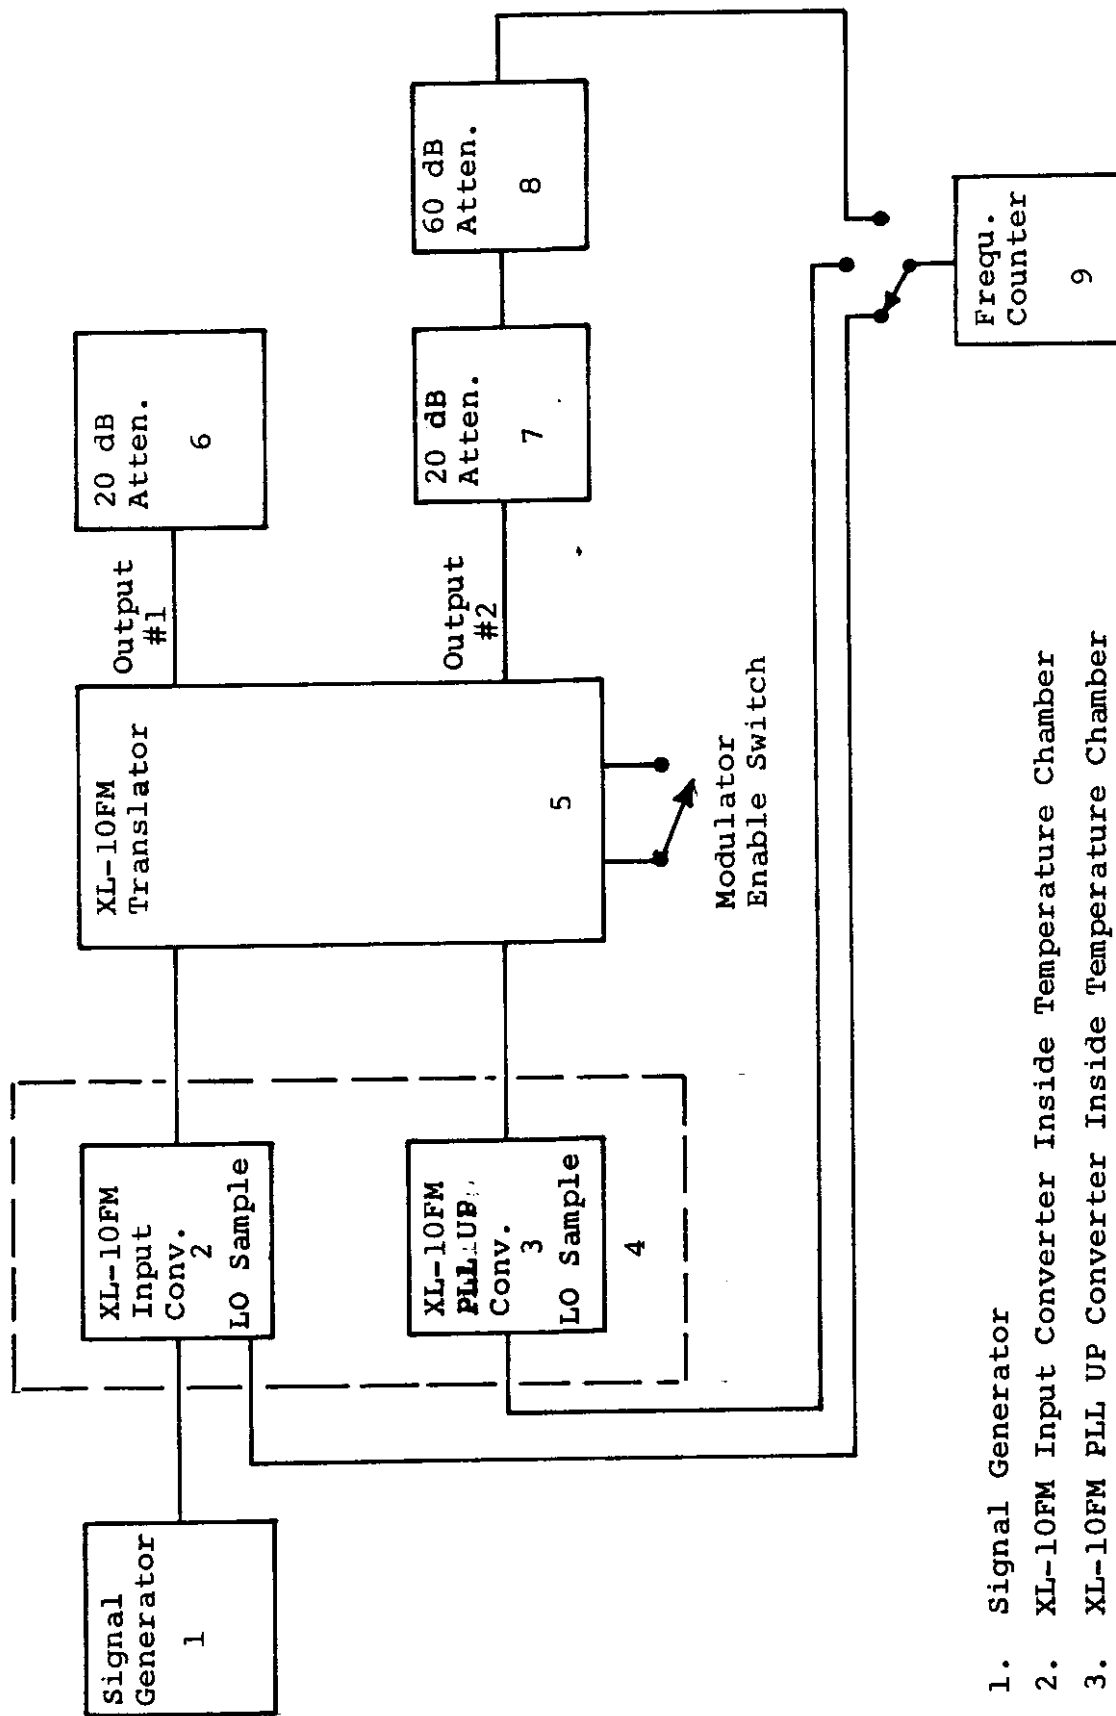 Signal
Generator
1
XL-10FM
Input
Conv.
2
LO Sample
XL-10FM
PLL UP
Conv.
3
LO Sample
4
XL-10FM
Translator
5
Modulator
Enable Switch
Output
#1
20 dB
Atten.
6
Output
#2
20 dB
Atten.
7
60 dB
Atten.
8
Frequ.
Counter
9
1. Signal Generator
2. XL-10FM Input Converter Inside Temperature Chamber
3. XL-10FM PLL UP Converter Inside Temperature Chamber